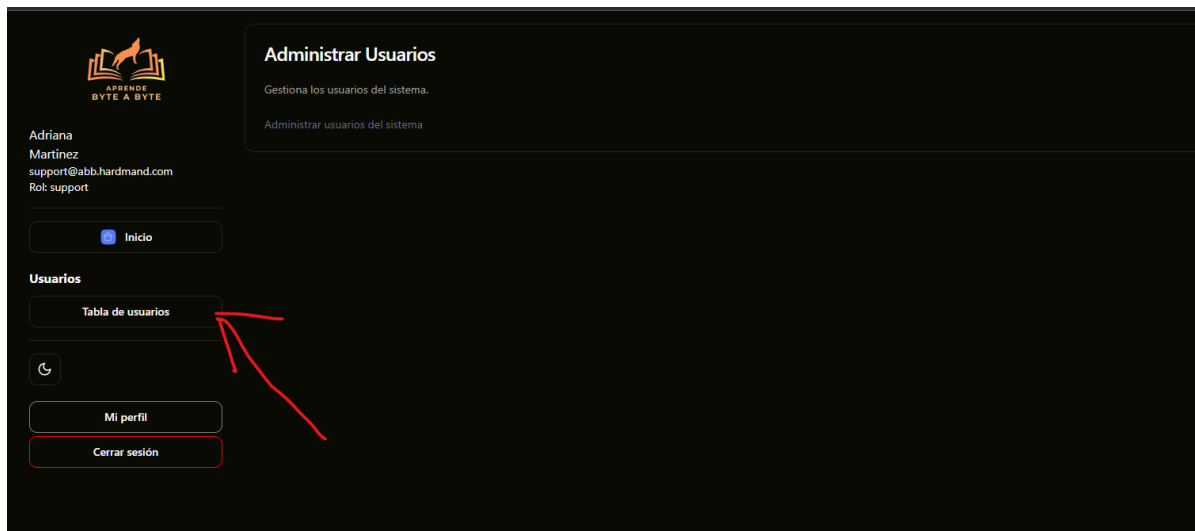 APRENDE
BYTE A BYTE
Adriana
Martinez
support@abb.hardmand.com
Rol: support
Inicio
Usuarios
Tabla de usuarios
Mi perfil
Cerrar sesión
Administrar Usuarios
Gestiona los usuarios del sistema.
Administrar usuarios del sistema